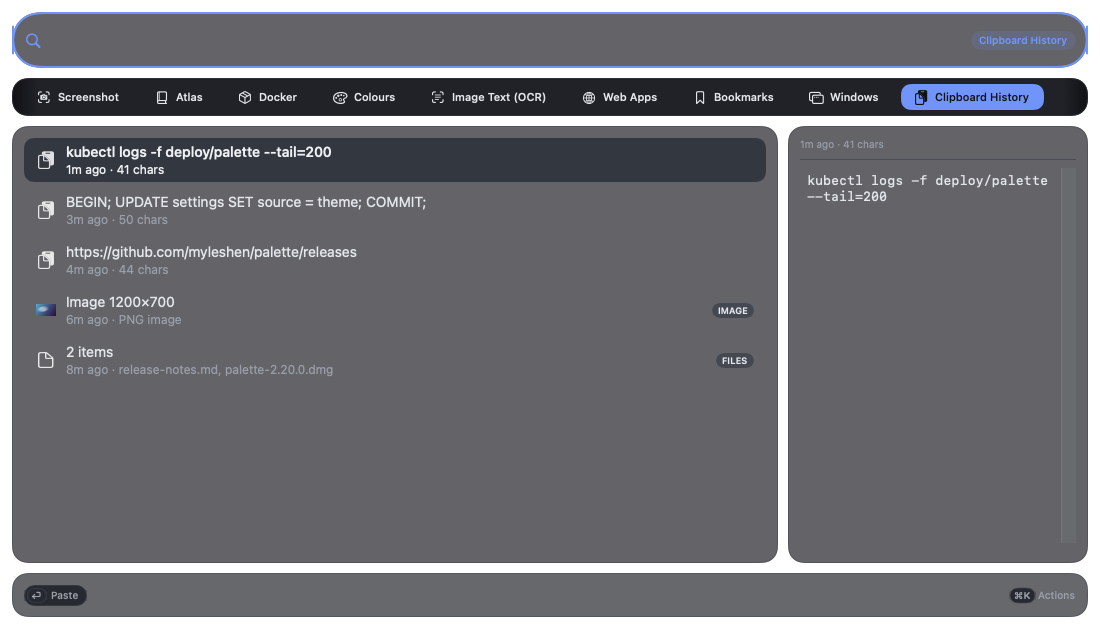 Clipboard History
Screenshot Atlas Docker Colours Image Text (OCR) Web Apps Bookmarks Windows Clipboard History
kubectl logs -f deploy/palette --tail=200
1m ago · 41 chars
BEGIN; UPDATE settings SET source = theme; COMMIT;
3m ago · 50 chars
https://github.com/myleshen/palette/releases
4m ago · 44 chars
Image 1200×700
6m ago · PNG image
IMAGE
2 items
8m ago · release-notes.md, palette-2.20.0.dmg
FILES
1m ago · 41 chars
kubectl logs -f deploy/palette
--tail=200
Paste
⌘K Actions